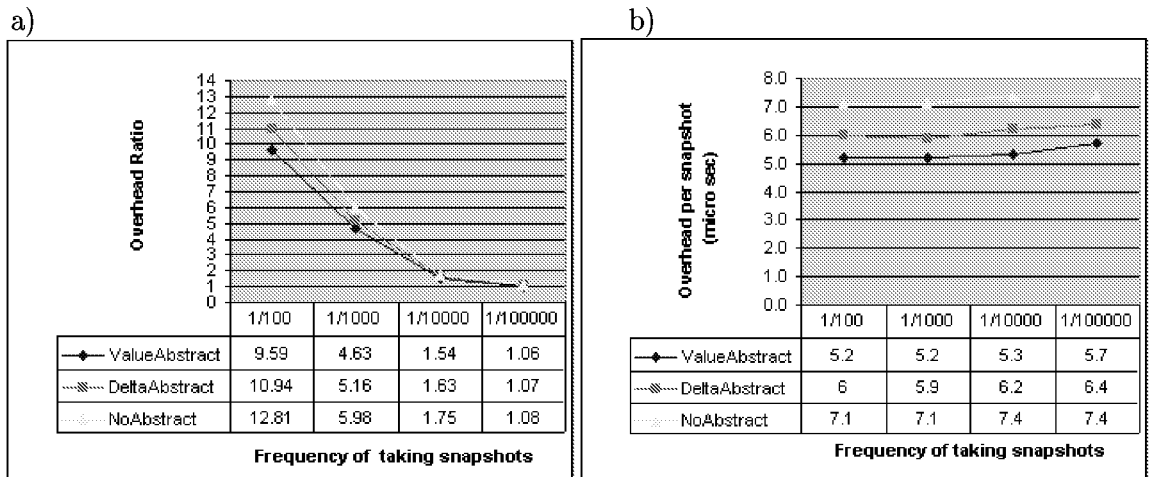 a)
Overhead Ratio
14
13
12
11
10
9
8
7
6
5
4
3
2
1
0
1/100 1/1000 1/10000 1/100000
ValueAbstract 9.59 4.63 1.54 1.06
DeltaAbstract 10.94 5.16 1.63 1.07
NoAbstract 12.81 5.98 1.75 1.08
Frequency of taking snapshots
b)
Overhead per snapshot
(micro sec)
8.0
7.0
6.0
5.0
4.0
3.0
2.0
1.0
0.0
1/100 1/1000 1/10000 1/100000
ValueAbstract 5.2 5.2 5.3 5.7
DeltaAbstract 6 5.9 6.2 6.4
NoAbstract 7.1 7.1 7.4 7.4
Frequency of taking snapshots